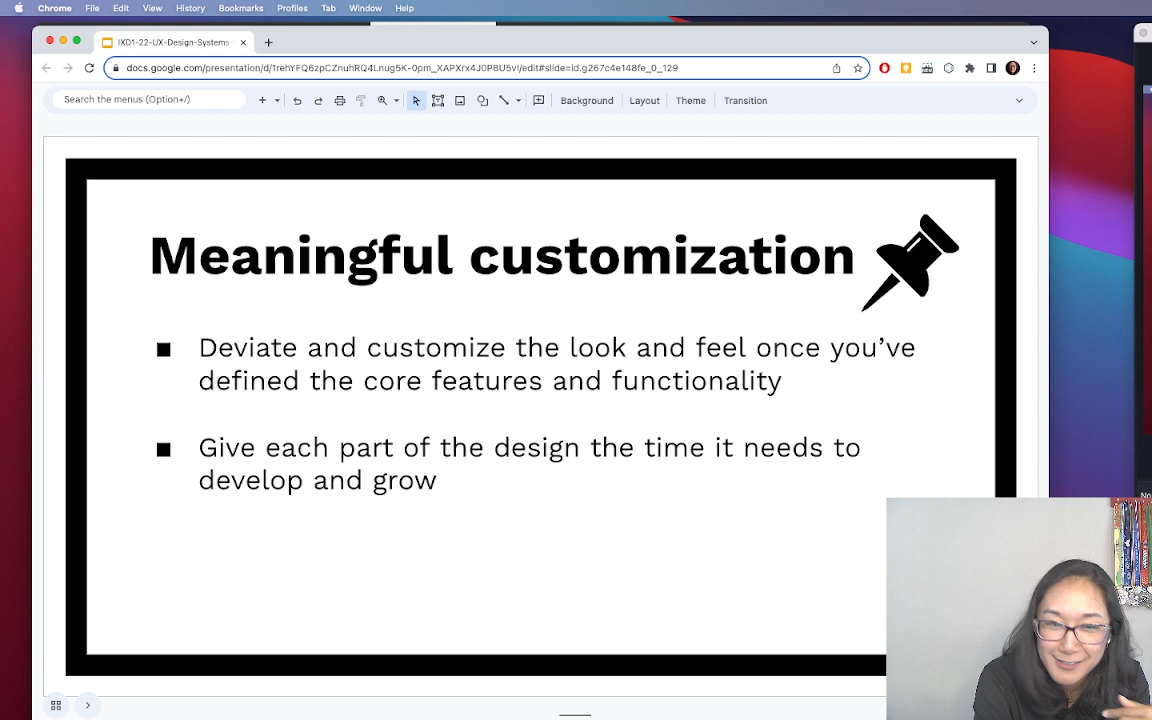 Chrome File Edit View History Bookmarks Profiles Tab Window Help
IXD1-22-UX-Design-Systems-
docs.google.com/presentation/d/1rehYFQ6zpCZnuhRQ4Lnug5K-0pm_XAPXrx4J0PBU5vI/edit#slide=id.g267c4e148fe_0_129
Search the menus (Option+/) Background Layout Theme Transition
Meaningful customization
Deviate and customize the look and feel once you’ve
defined the core features and functionality
Give each part of the design the time it needs to
develop and grow
No